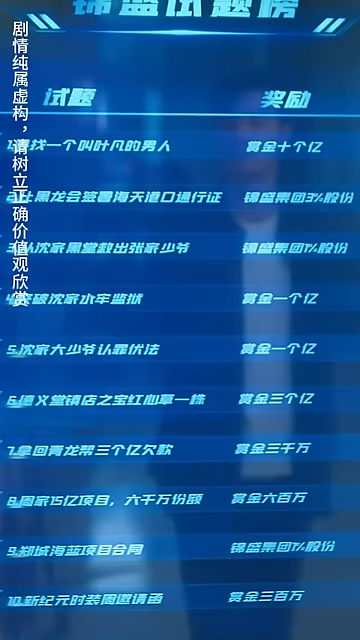 锦盛试题榜
剧情纯属虚构，请树立正确价值观欣赏
试题 奖励
1.寻找一个叫叶凡的男人 赏金十个亿
2.让黑龙会签署海天港口通行证 锦盛集团3%股份
3.从沈家黑堂救出张家少爷 锦盛集团1%股份
4.突破沈家水牢监狱 赏金一个亿
5.沈家大少爷认罪伏法 赏金一个亿
6.德义堂镇店之宝红心草一株 赏金三个亿
7.拿回青龙帮三个亿欠款 赏金三千万
8.周家15亿项目，六千万份额 赏金六百万
9.郑城海蓝项目合同 锦盛集团1%股份
10.新纪元时装周邀请函 赏金三百万